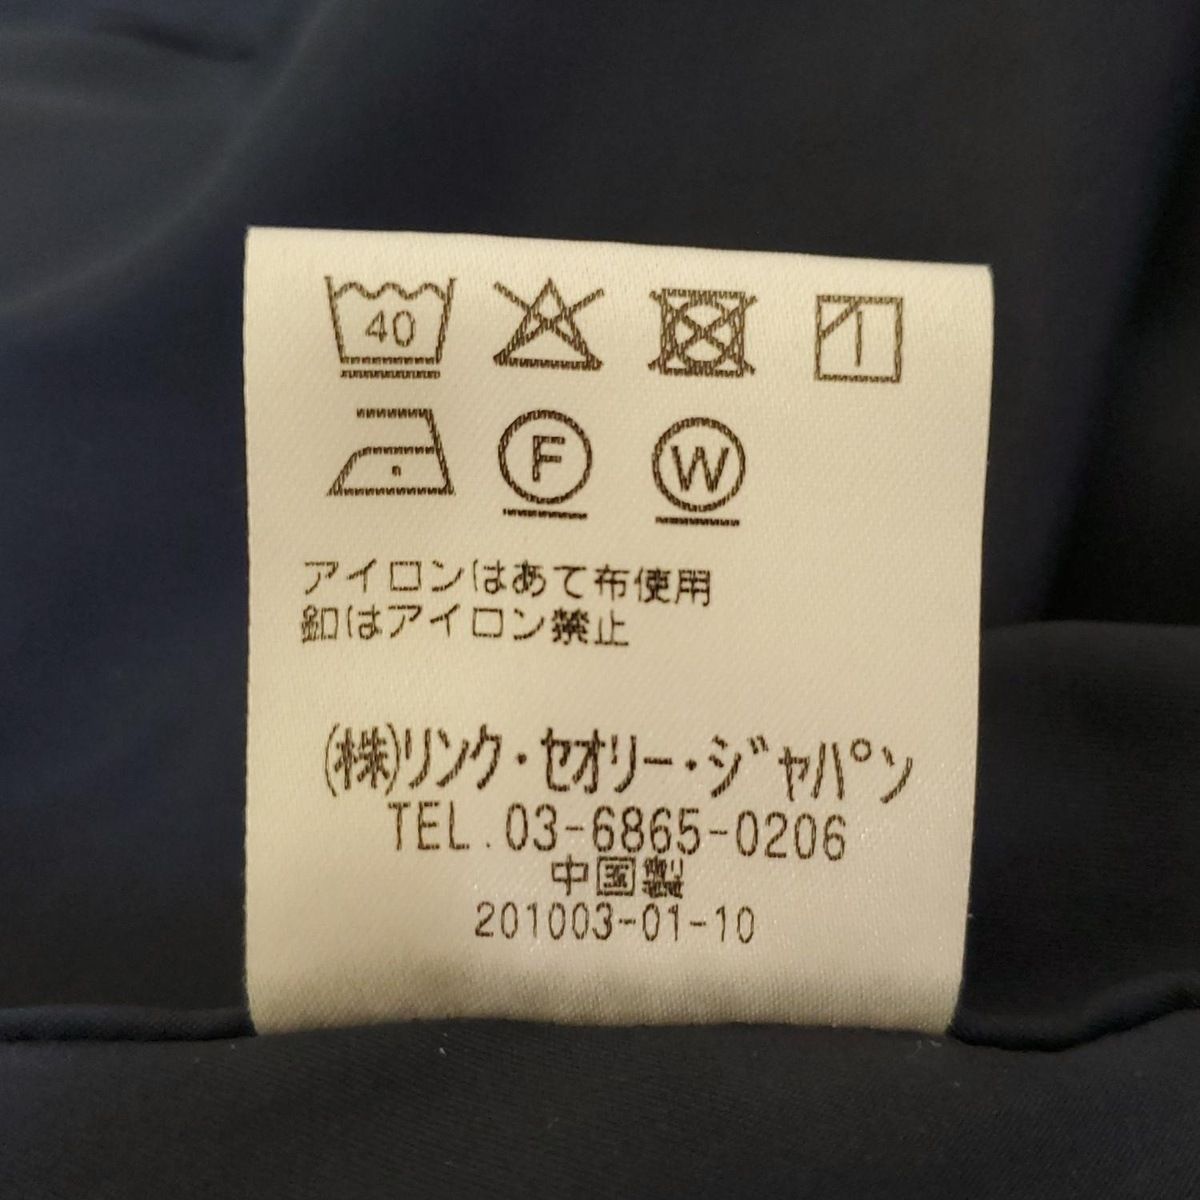 40
F W
アイロンはあて布使用
釦はアイロン禁止
(株)リンク・セオリー・ジャパン
TEL.03-6865-0206
中国製
201003-01-10